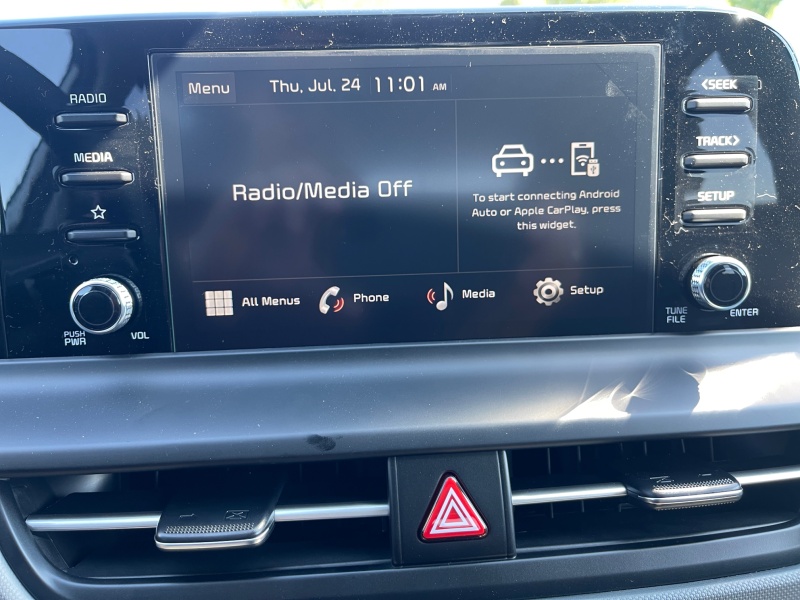 Menu Thu, Jul. 24 11:01 AM
Radio/Media Off
To start connecting Android
Auto or Apple CarPlay, press
this widget.
All Menus Phone Media Setup
RADIO
MEDIA
PUSH
PWR
VOL
<SEEK
TRACK>
SETUP
TUNE
FILE
ENTER